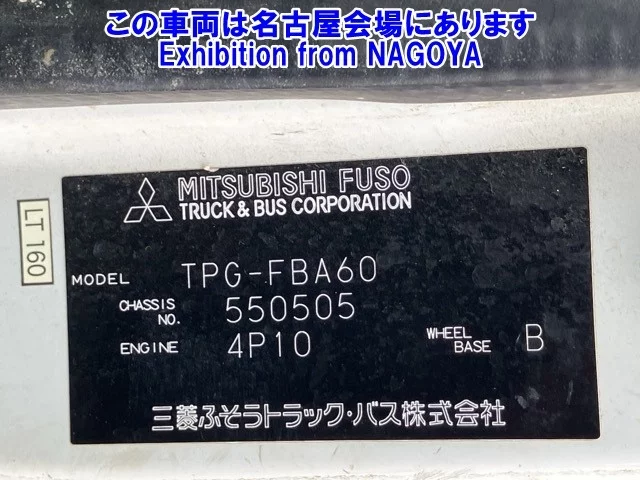 この車両は名古屋会場にあります
Exhibition from NAGOYA
MITSUBISHI FUSO
TRUCK & BUS CORPORATION
LT 160
MODEL TPG-FBA60
CHASSIS NO. 550505
ENGINE 4P10 WHEEL BASE B
三菱ふそうトラック・バス株式会社